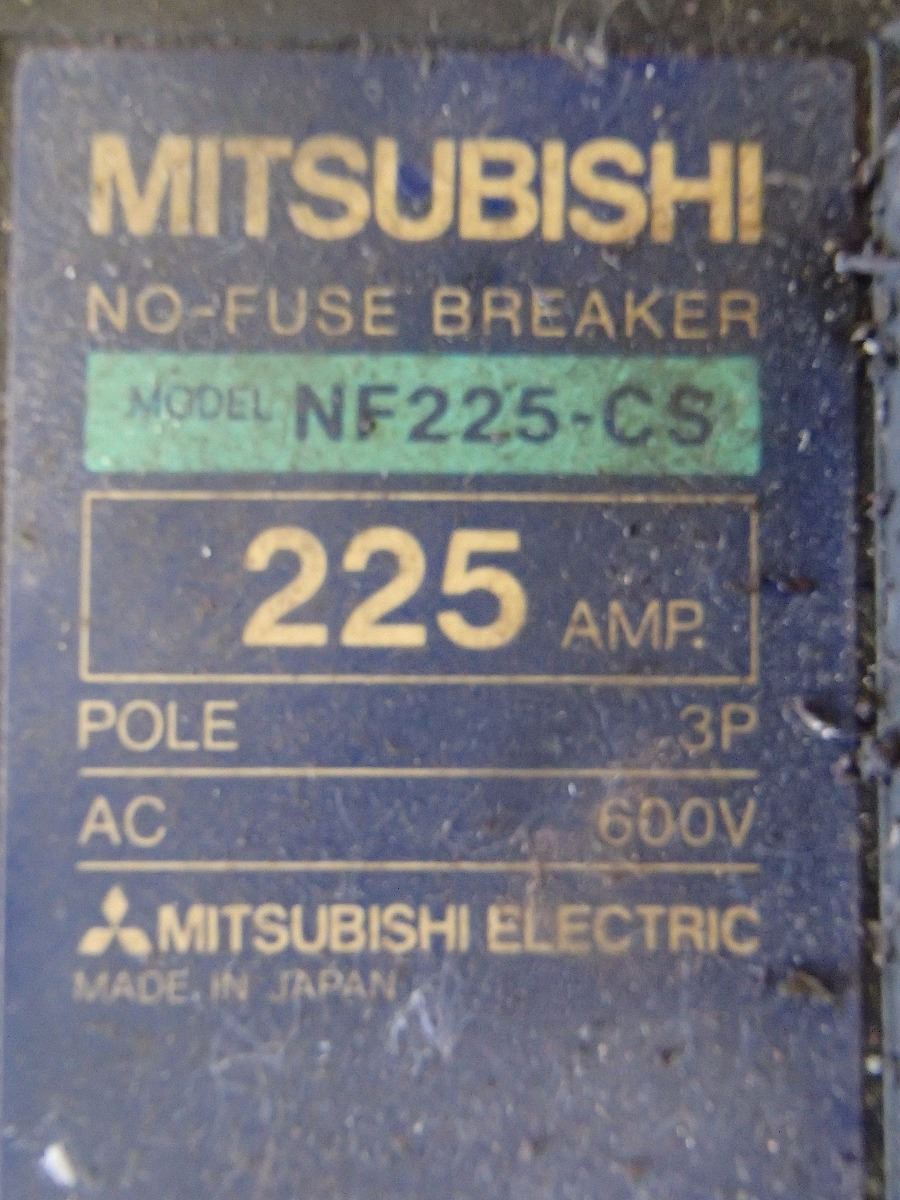 MITSUBISHI
NO-FUSE BREAKER
MODEL NF225-CS
225 AMP.
POLE 3P
AC 600V
MITSUBISHI ELECTRIC
MADE IN JAPAN